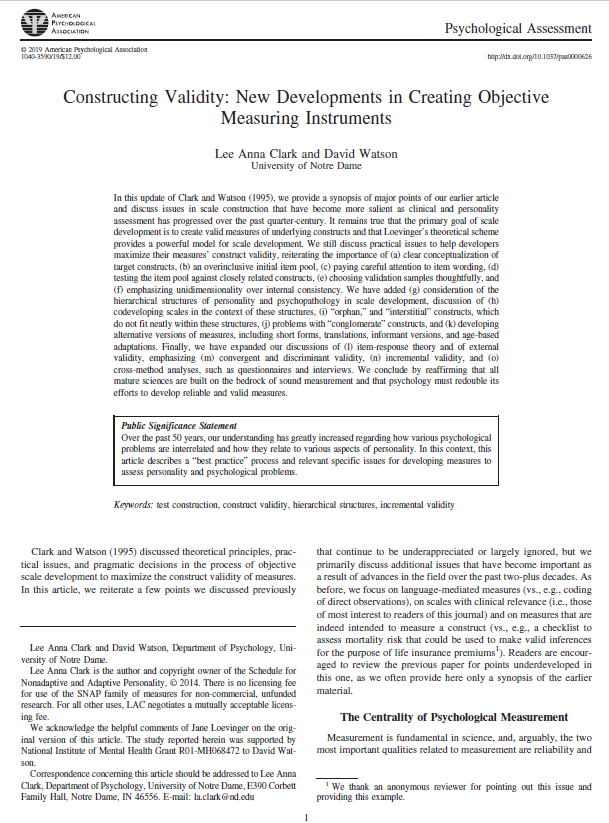 AMERICAN
PSYCHOLOGICAL
ASSOCIATION
Psychological Assessment
© 2019 American Psychological Association
1040-3590/19/$12.00
http://dx.doi.org/10.1037/pas0000626
Constructing Validity: New Developments in Creating Objective
Measuring Instruments
Lee Anna Clark and David Watson
University of Notre Dame
In this update of Clark and Watson (1995), we provide a synopsis of major points of our earlier article
and discuss issues in scale construction that have become more salient as clinical and personality
assessment has progressed over the past quarter-century. It remains true that the primary goal of scale
development is to create valid measures of underlying constructs and that Loevinger's theoretical scheme
provides a powerful model for scale development. We still discuss practical issues to help developers
maximize their measures' construct validity, reiterating the importance of (a) clear conceptualization of
target constructs, (b) an overinclusive initial item pool, (c) paying careful attention to item wording, (d)
testing the item pool against closely related constructs, (e) choosing validation samples thoughtfully, and
(f) emphasizing unidimensionality over internal consistency. We have added (g) consideration of the
hierarchical structures of personality and psychopathology in scale development, discussion of (h)
codeveloping scales in the context of these structures, (i) "orphan," and "interstitial" constructs, which
do not fit neatly within these structures, (j) problems with "conglomerate" constructs, and (k) developing
alternative versions of measures, including short forms, translations, informant versions, and age-based
adaptations. Finally, we have expanded our discussions of (l) item-response theory and of external
validity, emphasizing (m) convergent and discriminant validity, (n) incremental validity, and (o)
cross-method analyses, such as questionnaires and interviews. We conclude by reaffirming that all
mature sciences are built on the bedrock of sound measurement and that psychology must redouble its
efforts to develop reliable and valid measures.
Public Significance Statement
Over the past 50 years, our understanding has greatly increased regarding how various psychological
problems are interrelated and how they relate to various aspects of personality. In this context, this
article describes a "best practice" process and relevant specific issues for developing measures to
assess personality and psychological problems.
Keywords: test construction, construct validity, hierarchical structures, incremental validity
Clark and Watson (1995) discussed theoretical principles, prac-
tical issues, and pragmatic decisions in the process of objective
scale development to maximize the construct validity of measures.
In this article, we reiterate a few points we discussed previously
Lee Anna Clark and David Watson, Department of Psychology, Uni-
versity of Notre Dame.
Lee Anna Clark is the author and copyright owner of the Schedule for
Nonadaptive and Adaptive Personality, © 2014. There is no licensing fee
for use of the SNAP family of measures for non-commercial, unfunded
research. For all other uses, LAC negotiates a mutually acceptable licens-
ing fee.
We acknowledge the helpful comments of Jane Loevinger on the orig-
inal version of this article. The study reported herein was supported by
National Institute of Mental Health Grant R01-MH068472 to David Wat-
son.
Correspondence concerning this article should be addressed to Lee Anna
Clark, Department of Psychology, University of Notre Dame, E390 Corbett
Family Hall, Notre Dame, IN 46556. E-mail: la.clark@nd.edu
that continue to be underappreciated or largely ignored, but we
primarily discuss additional issues that have become important as
a result of advances in the field over the past two-plus decades. As
before, we focus on language-mediated measures (vs., e.g., coding
of direct observations), on scales with clinical relevance (i.e., those
of most interest to readers of this journal) and on measures that are
indeed intended to measure a construct (vs., e.g., a checklist to
assess mortality risk that could be used to make valid inferences
for the purpose of life insurance premiums1). Readers are encour-
aged to review the previous paper for points underdeveloped in
this one, as we often provide here only a synopsis of the earlier
material.
The Centrality of Psychological Measurement
Measurement is fundamental in science, and, arguably, the two
most important qualities related to measurement are reliability and
1 We thank an anonymous reviewer for pointing out this issue and
providing this example.
1